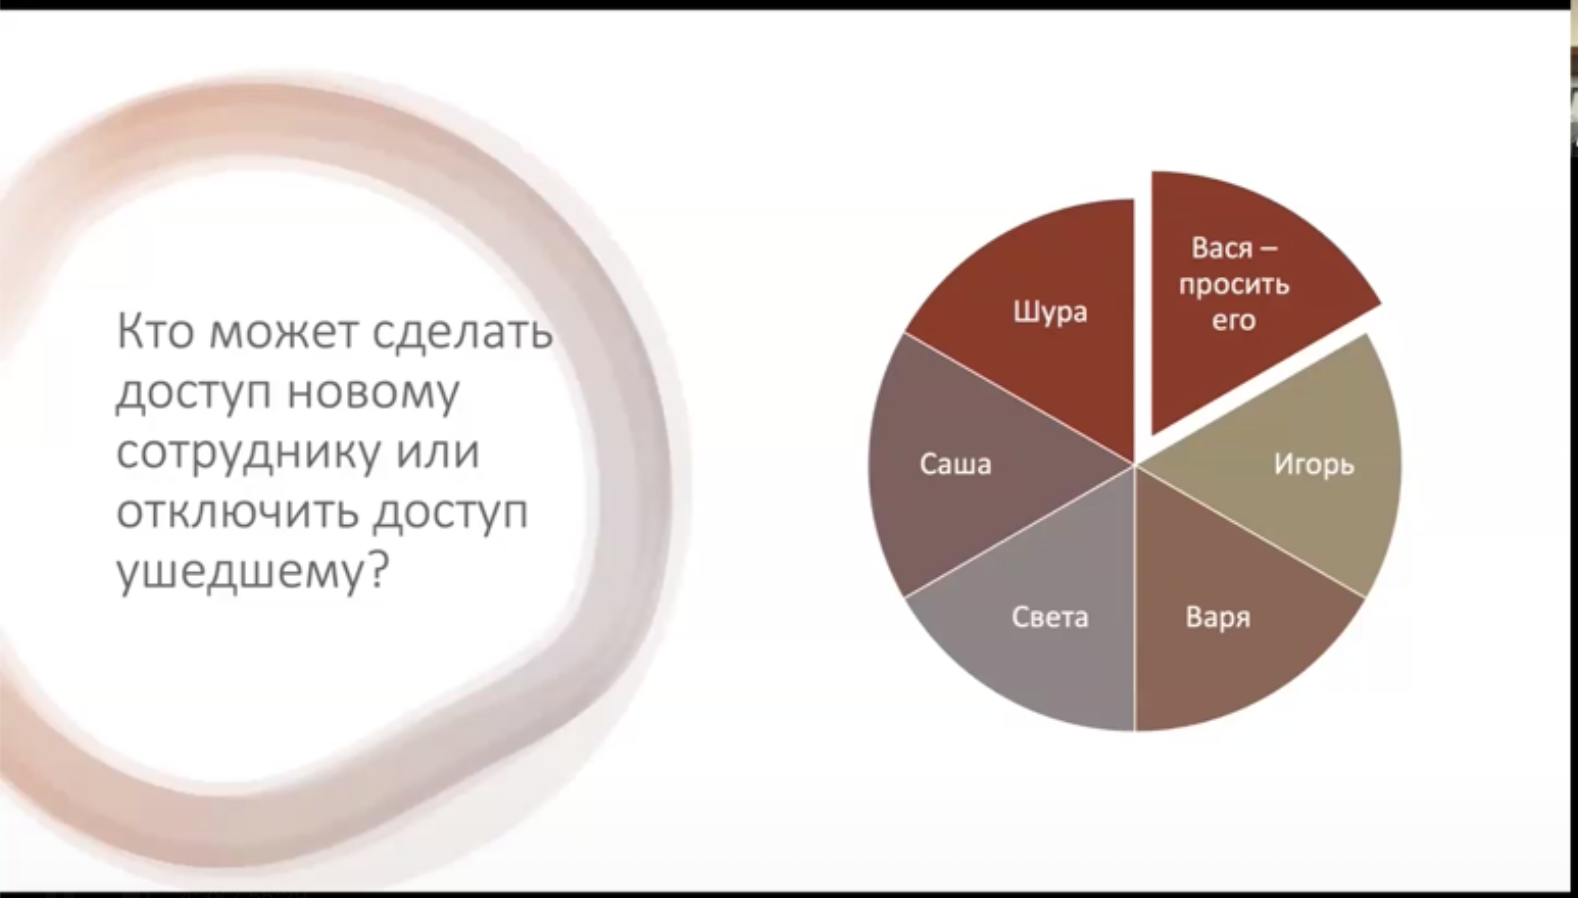 Кто может сделать
доступ новому
сотруднику или
отключить доступ
ушедшему?
Вася –
просить
его
Шура
Саша
Игорь
Света
Варя